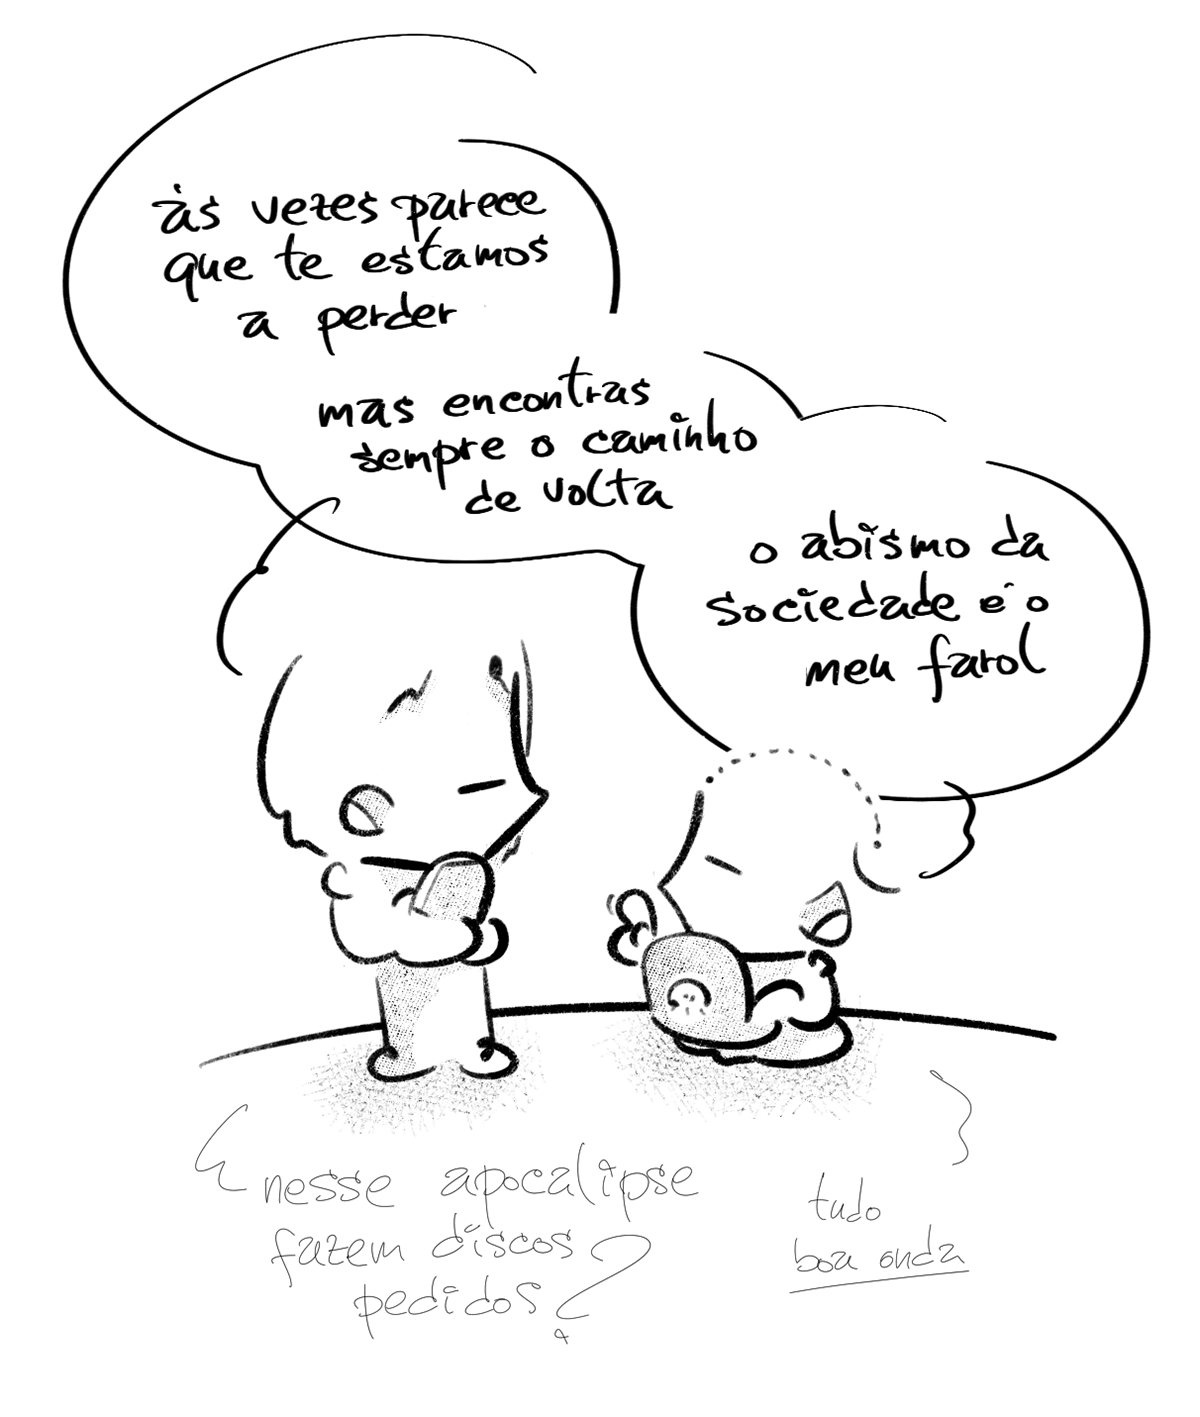 às vezes parece
que te estamos
a perder
mas encontras
sempre o caminho
de volta
o abismo da
sociedade é o
meu farol
nesse apocalipse
fazem discos
pedidos?
tudo
boa onda